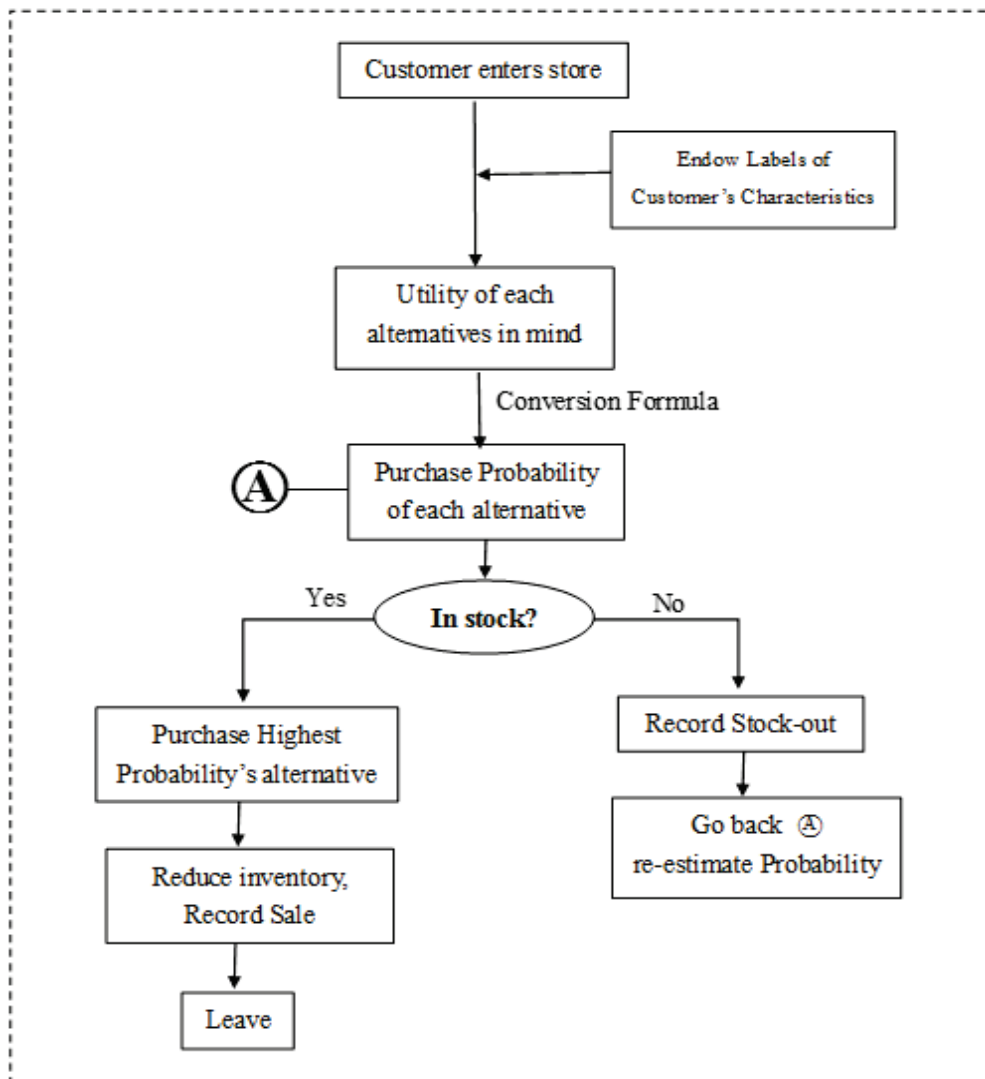 Customer enters store
Endow Labels of
Customer’s Characteristics
Utility of each
alternatives in mind
Conversion Formula
A
Purchase Probability
of each alternative
Yes
In stock?
No
Purchase Highest
Probability’s alternative
Record Stock-out
Reduce inventory,
Record Sale
Go back Ⓐ
re-estimate Probability
Leave